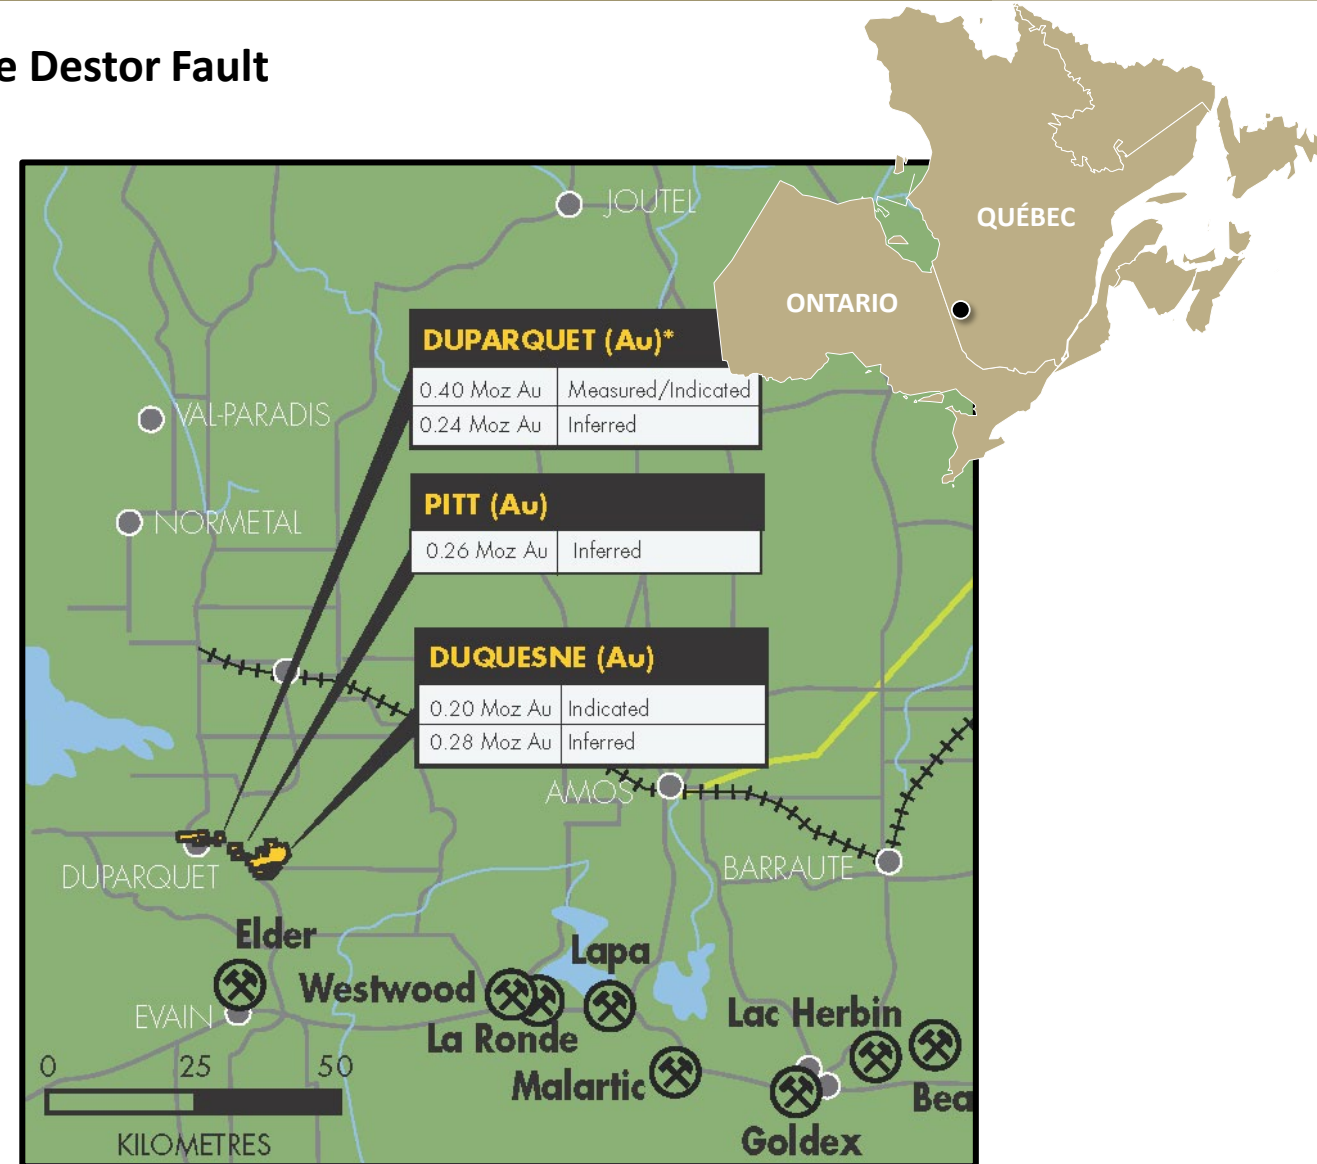 e Destor Fault
QUÉBEC
ONTARIO
JOUTEL
DUPARQUET (Au)*
0.40 Moz Au Measured/Indicated
0.24 Moz Au Inferred
VAL-PARADIS
PITT (Au)
NORMETAL
0.26 Moz Au Inferred
DUQUESNE (Au)
0.20 Moz Au Indicated
0.28 Moz Au Inferred
AMOS
BARRAUTE
DUPARQUET
Elder
Lapa
Westwood
EVAIN
Lac Herbin
La Ronde
Malartic
Bea
Goldex
0 25 50
KILOMETRES